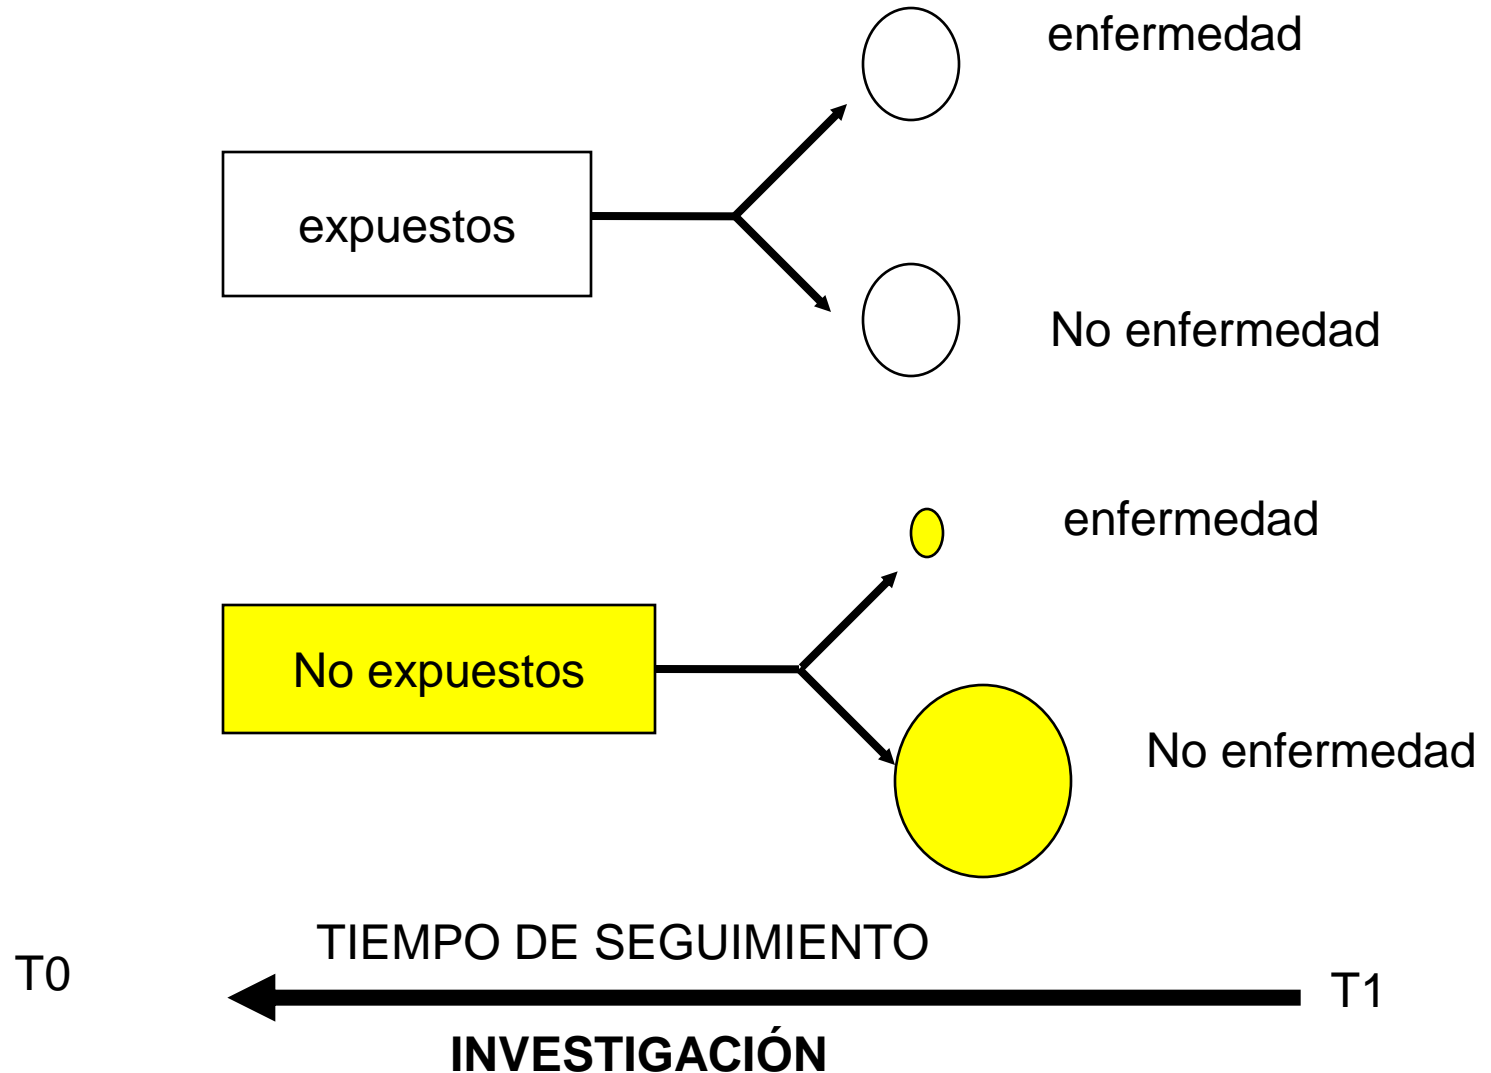 enfermedad
expuestos
No enfermedad
enfermedad
No expuestos
No enfermedad
TIEMPO DE SEGUIMIENTO
T0
T1
INVESTIGACIÓN